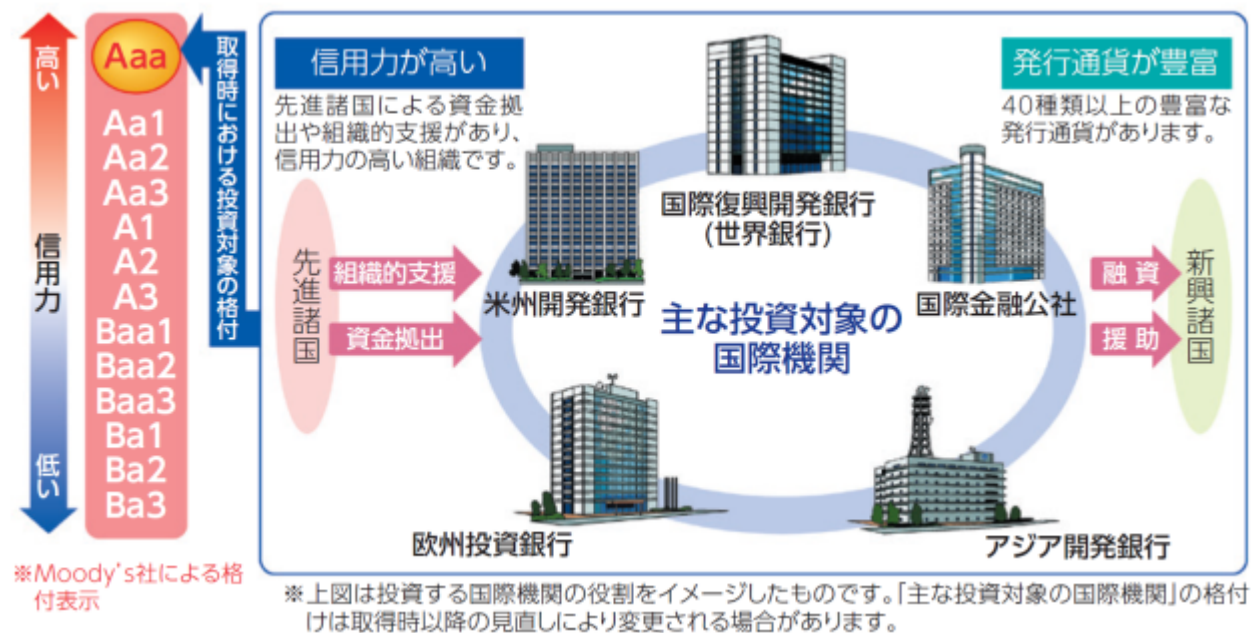 高い
信用力
低い
Aaa
Aa1
Aa2
Aa3
A1
A2
A3
Baa1
Baa2
Baa3
Ba1
Ba2
Ba3
※Moody's社による格
付表示
取得時における投資対象の格付
信用力が高い
先進諸国による資金拠
出や組織的支援があり、
信用力の高い組織です。
発行通貨が豊富
40種類以上の豊富な
発行通貨があります。
先進諸国
組織的支援
資金拠出
国際復興開発銀行
(世界銀行)
米州開発銀行
国際金融公社
主な投資対象の
国際機関
欧州投資銀行
アジア開発銀行
融資
援助
新興諸国
※上図は投資する国際機関の役割をイメージしたものです。「主な投資対象の国際機関」の格付
けは取得時以降の見直しにより変更される場合があります。